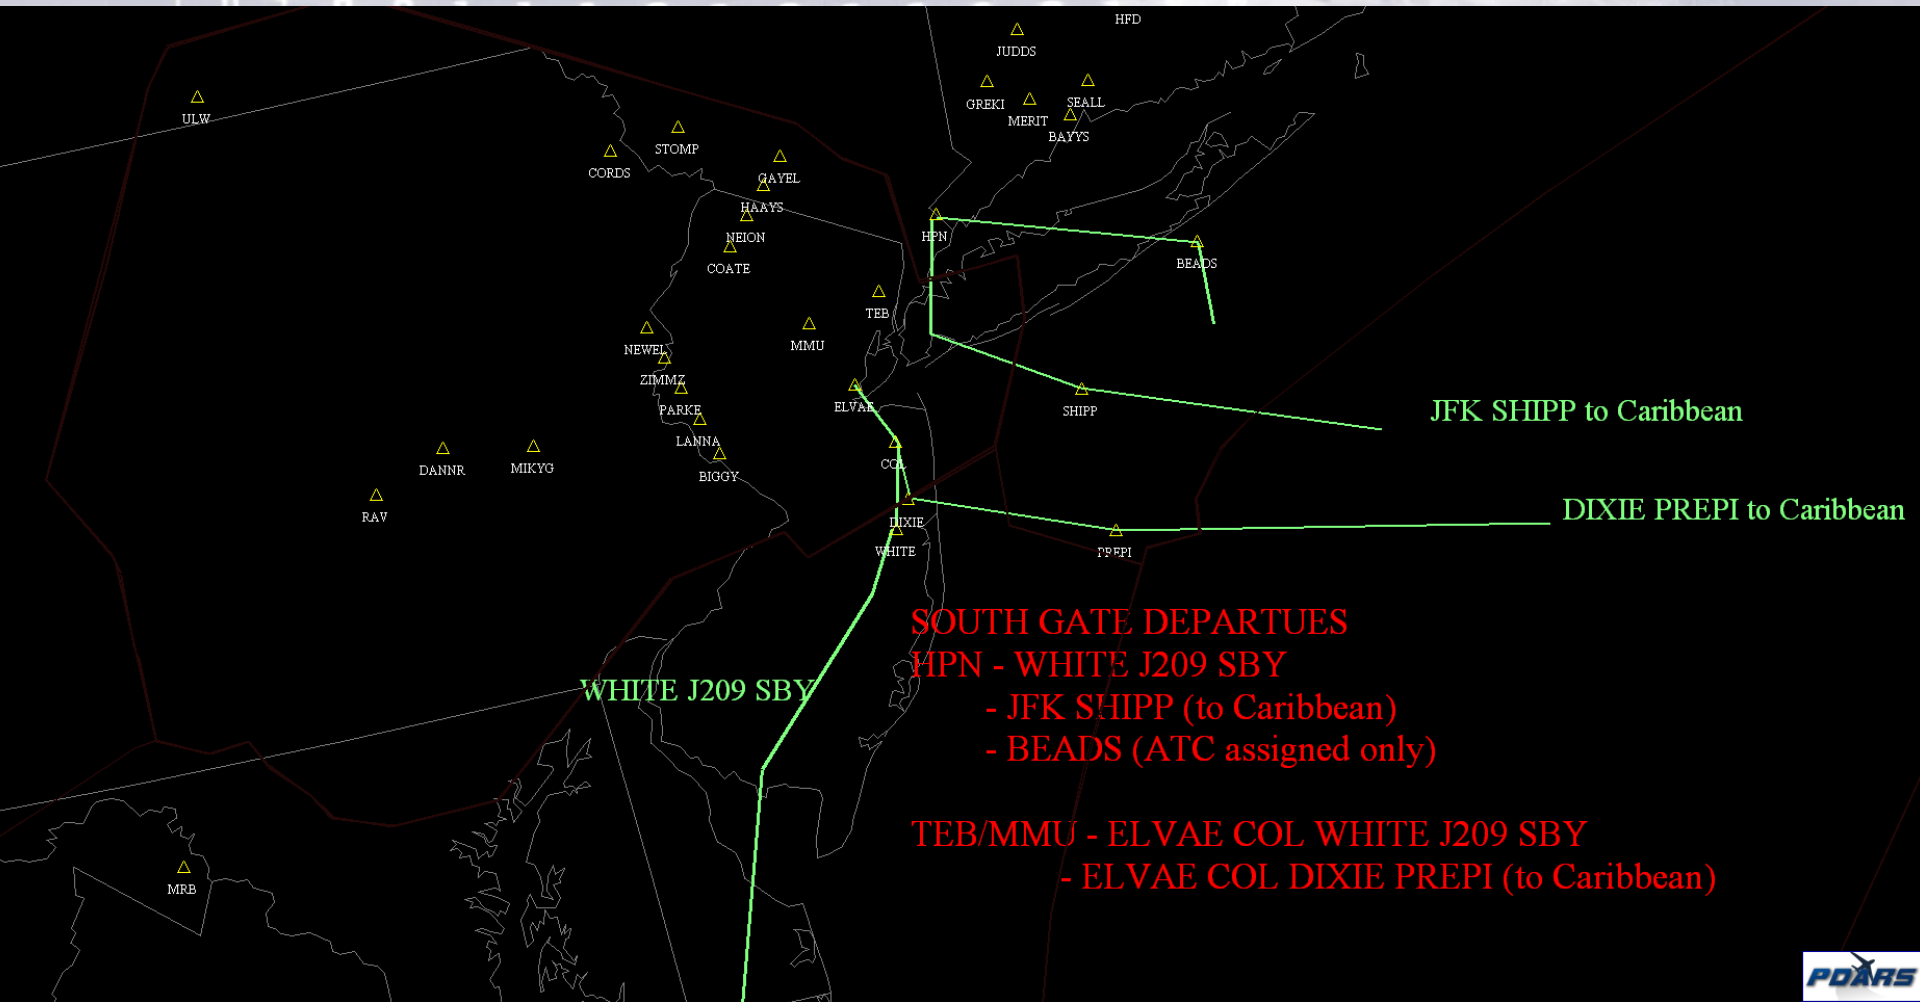 HFD
JUDDS
ULW
GREKI
SEALL
MERIT
BAYYS
STOMP
CORDS
GAYEL
HAAYS
NEION
HPN
COATE
BEADS
TEB
NEWEL
MMU
ZIMMZ
PARKE
ELVAE
SHIPP
JFK SHIPP to Caribbean
LANNA
COL
DANNR
MIKYG
BIGGY
RAV
DIXIE
DIXIE PREPI to Caribbean
WHITE
PREPI
SOUTH GATE DEPARTUES
HPN - WHITE J209 SBY
- JFK SHIPP (to Caribbean)
- BEADS (ATC assigned only)
WHITE J209 SBY
TEB/MMU - ELVAE COL WHITE J209 SBY
- ELVAE COL DIXIE PREPI (to Caribbean)
MRB
PDARS